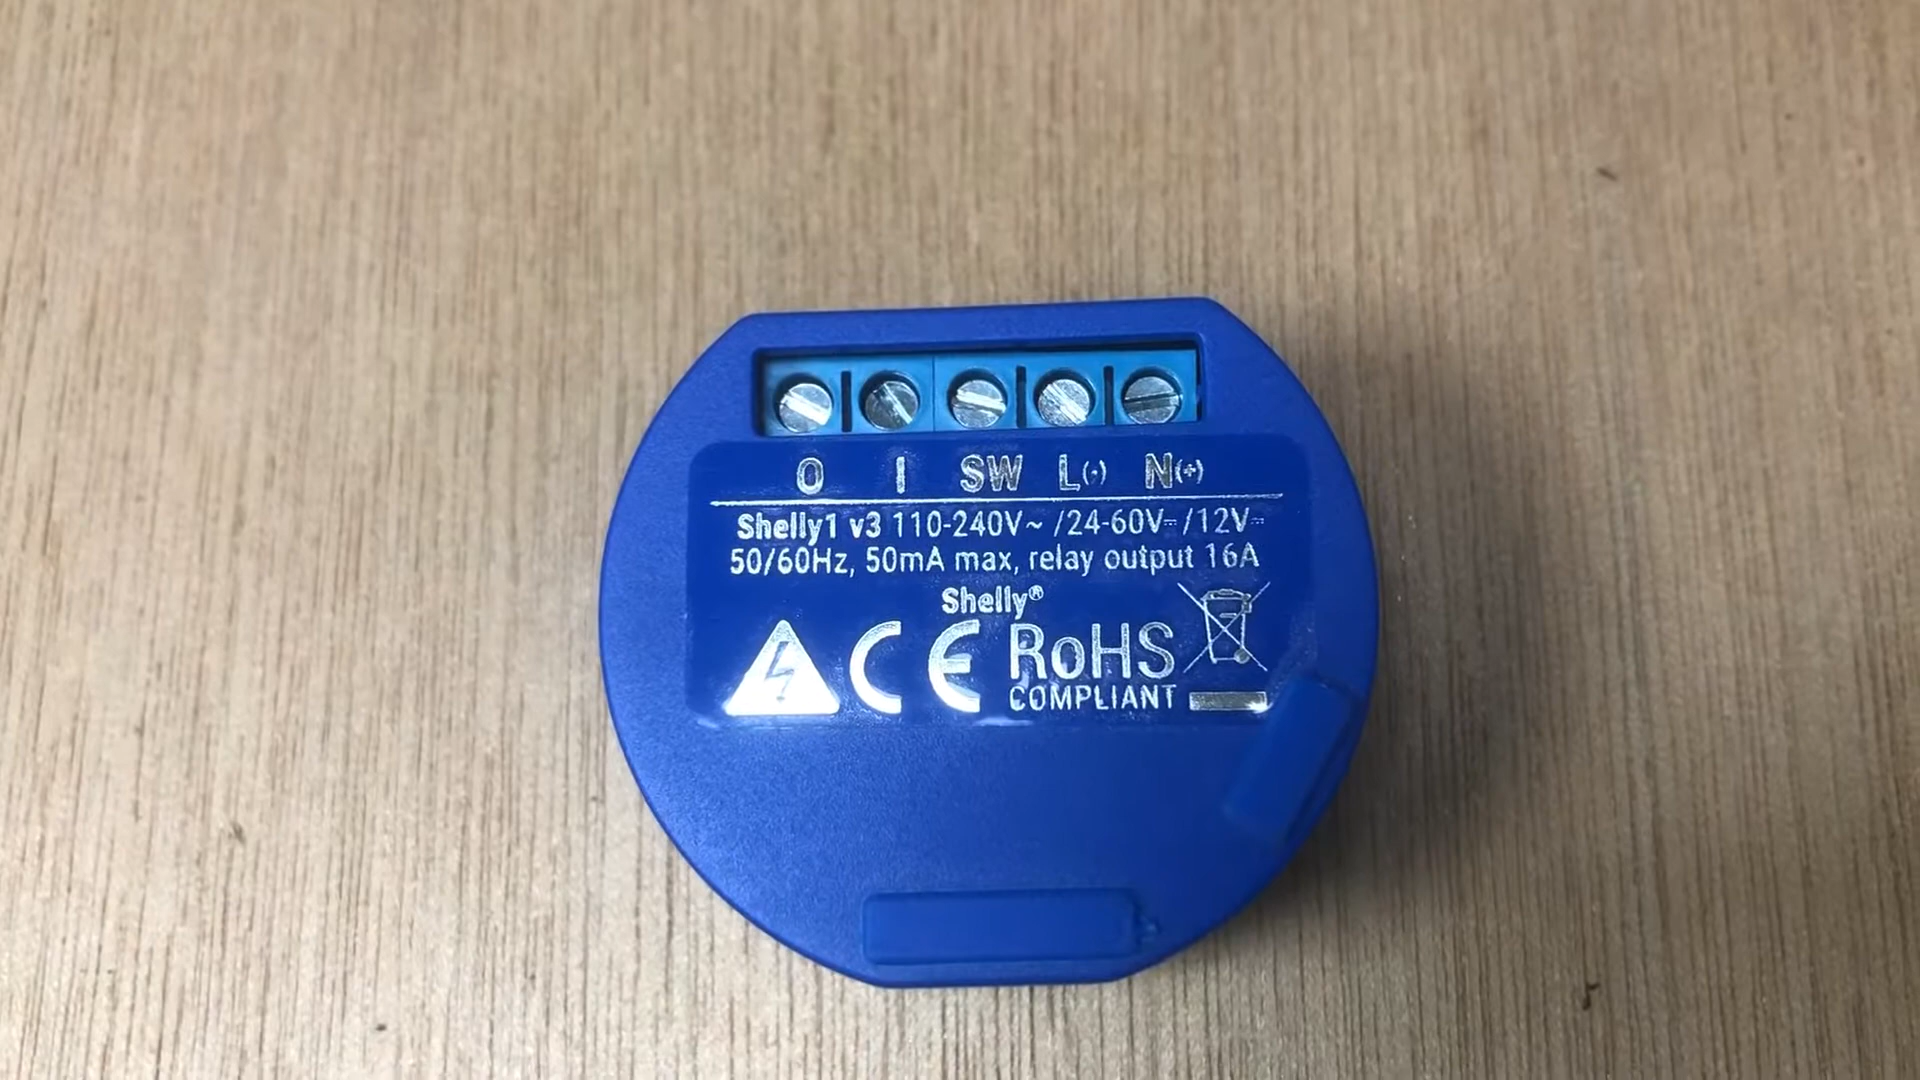 O I SW L(-) N(+)
Shelly1 v3 110-240V~ /24-60V⎓ /12V⎓
50/60Hz, 50mA max, relay output 16A
Shelly®
CE RoHS
COMPLIANT